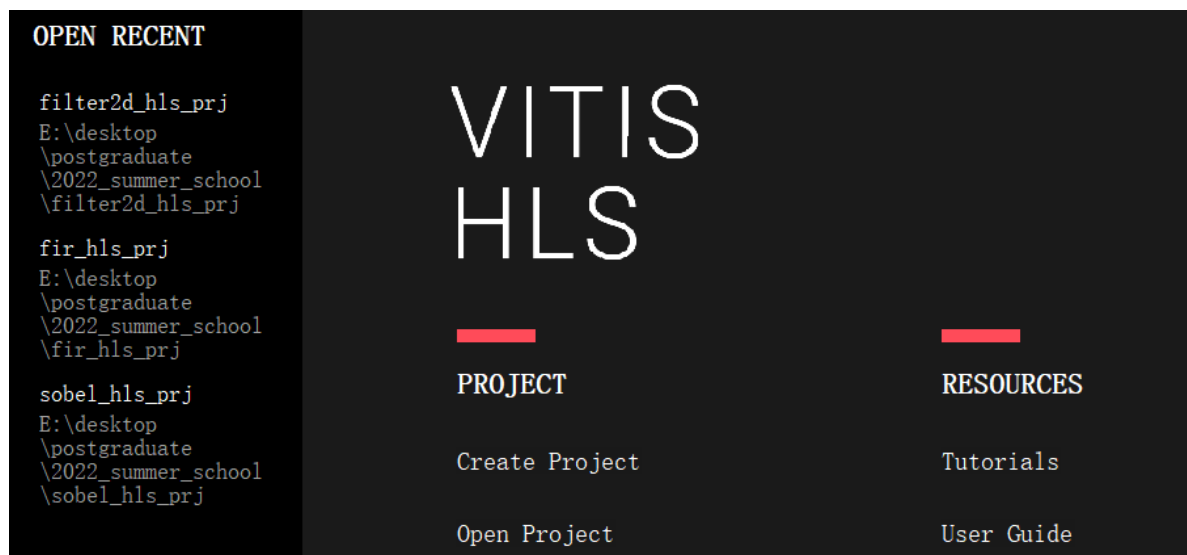 OPEN RECENT
filter2d_hls_prj
E:\desktop
\postgraduate
\2022_summer_school
\filter2d_hls_prj
fir_hls_prj
E:\desktop
\postgraduate
\2022_summer_school
\fir_hls_prj
sobel_hls_prj
E:\desktop
\postgraduate
\2022_summer_school
\sobel_hls_prj
VITIS
HLS
PROJECT
Create Project
Open Project
RESOURCES
Tutorials
User Guide